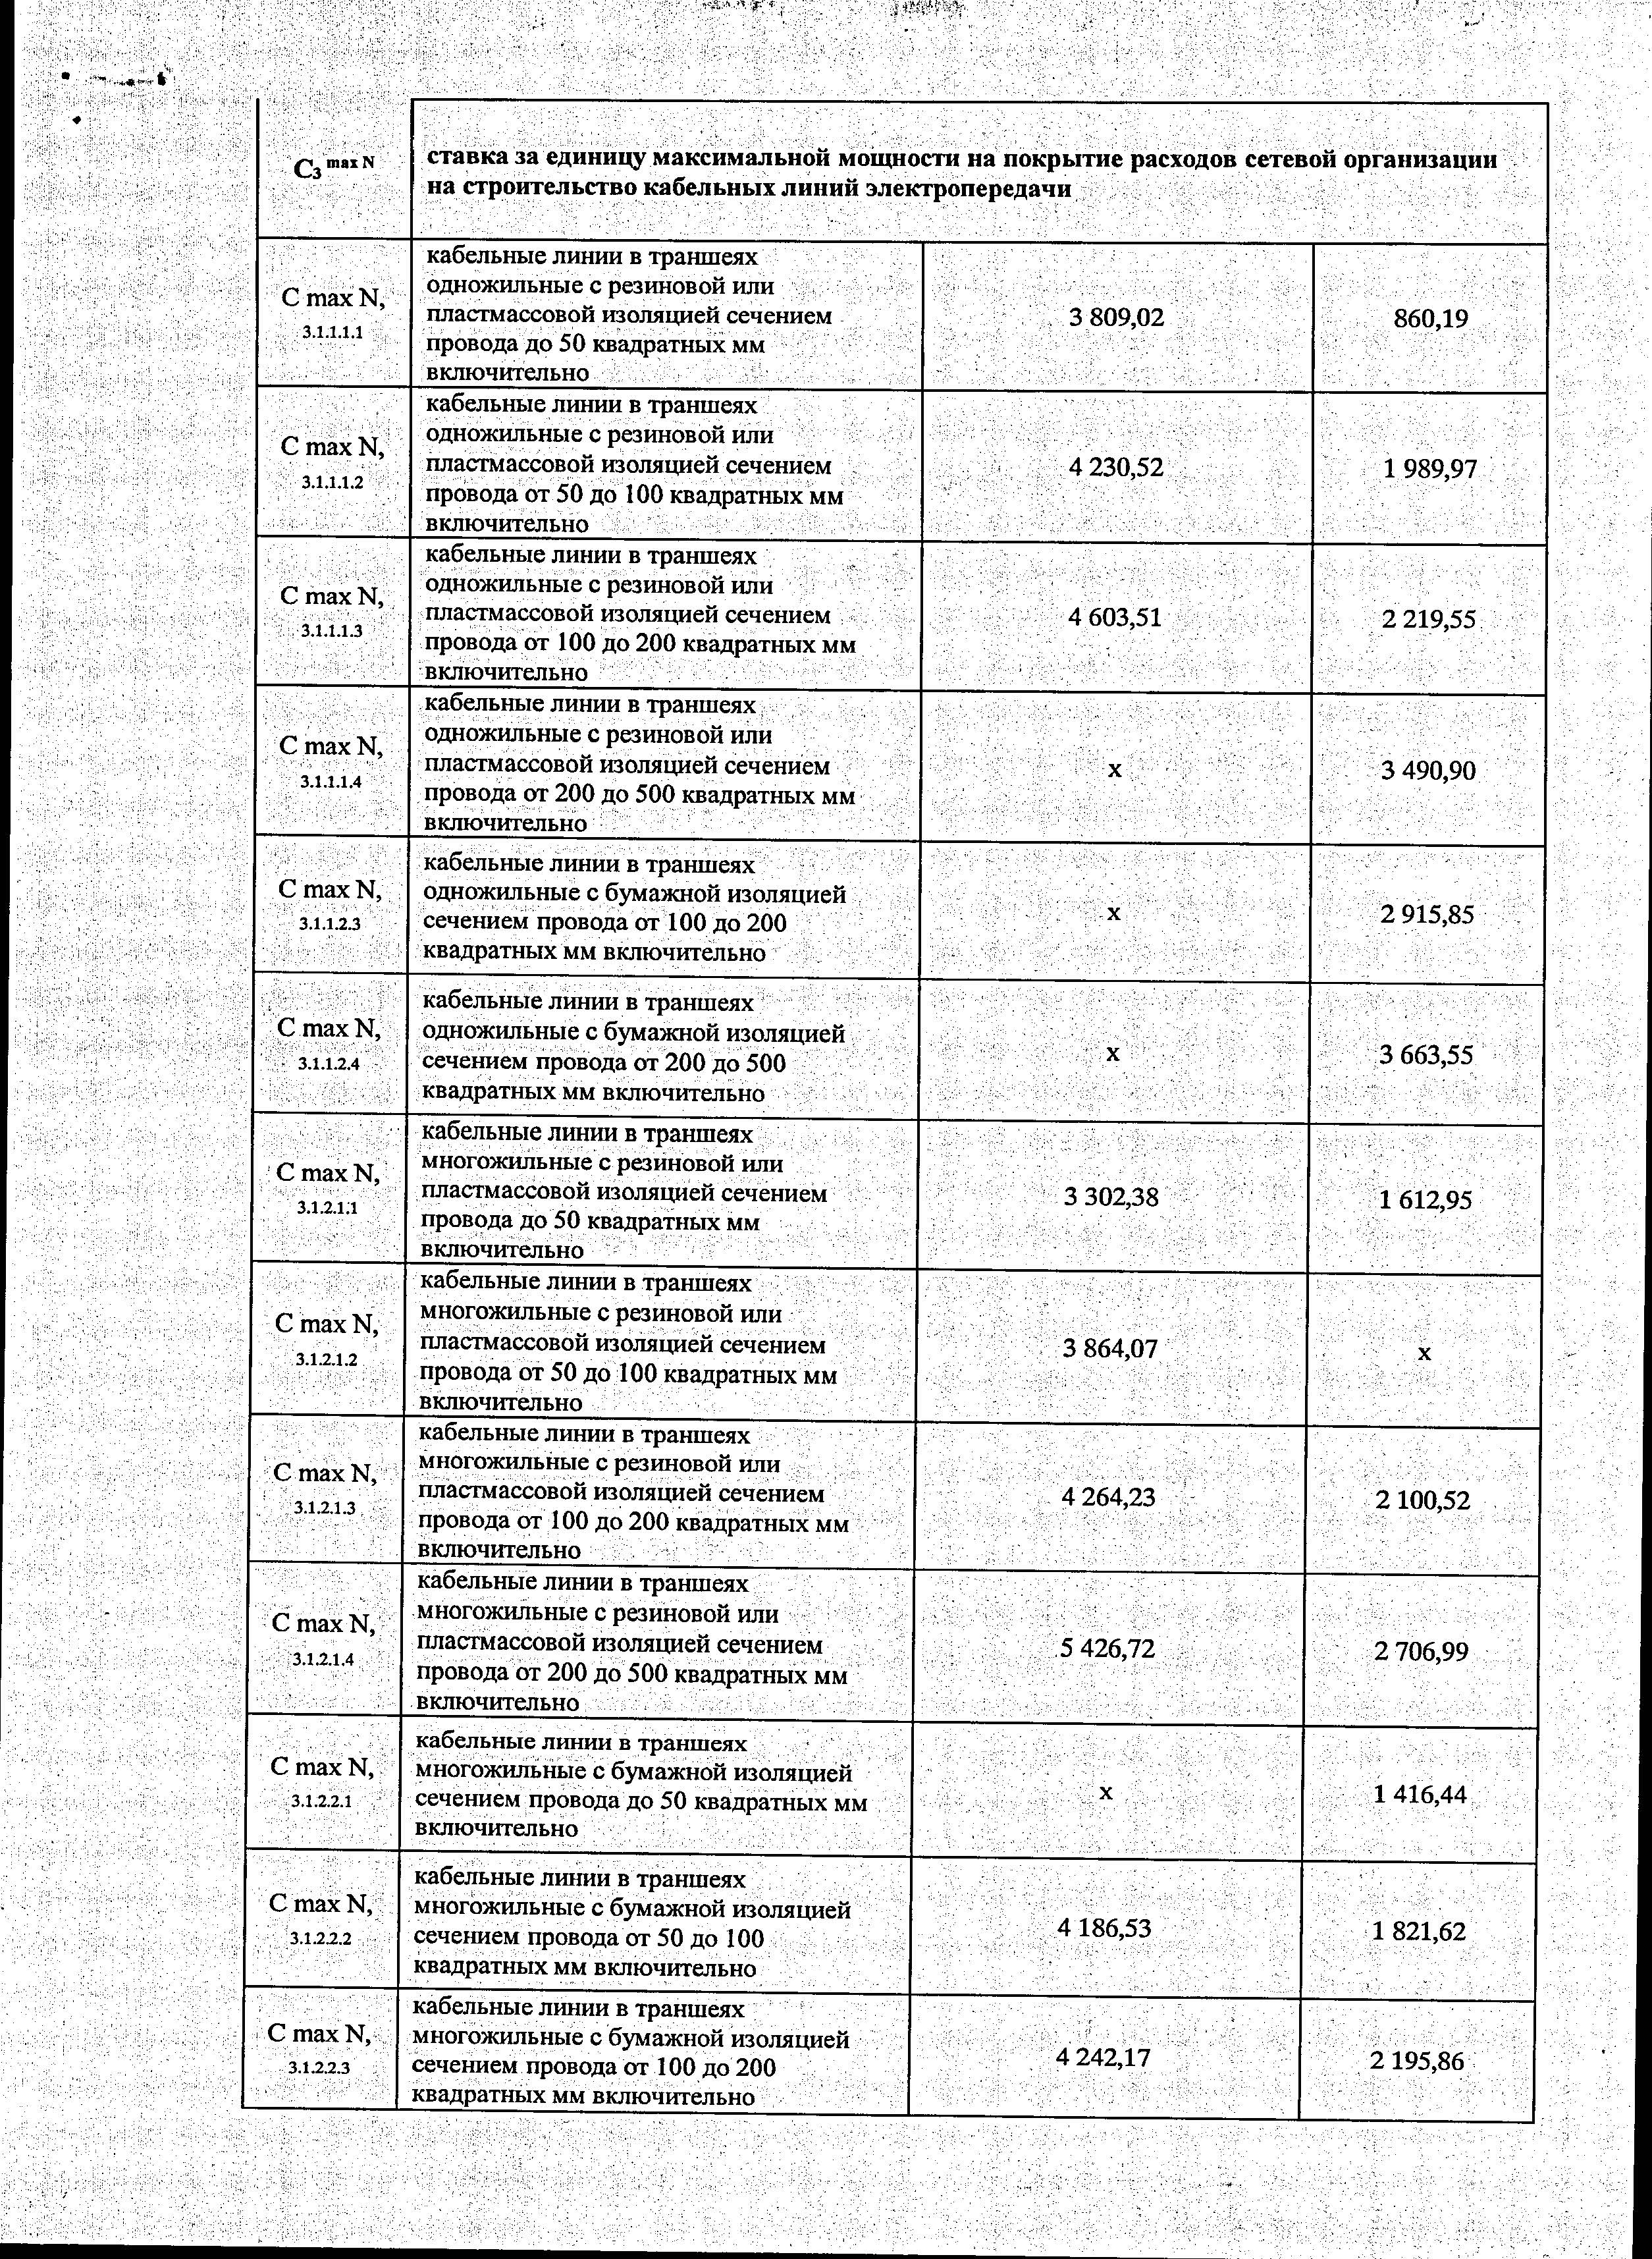 C₃ max N
ставка за единицу максимальной мощности на покрытие расходов сетевой организации
на строительство кабельных линий электропередачи
C max N,
3.1.1.1.1
кабельные линии в траншеях
одножильные с резиновой или
пластмассовой изоляцией сечением
провода до 50 квадратных мм
включительно
3 809,02
860,19
C max N,
3.1.1.1.2
кабельные линии в траншеях
одножильные с резиновой или
пластмассовой изоляцией сечением
провода от 50 до 100 квадратных мм
включительно
4 230,52
1 989,97
C max N,
3.1.1.1.3
кабельные линии в траншеях
одножильные с резиновой или
пластмассовой изоляцией сечением
провода от 100 до 200 квадратных мм
включительно
4 603,51
2 219,55
C max N,
3.1.1.1.4
кабельные линии в траншеях
одножильные с резиновой или
пластмассовой изоляцией сечением
провода от 200 до 500 квадратных мм
включительно
x
3 490,90
C max N,
3.1.1.2.3
кабельные линии в траншеях
одножильные с бумажной изоляцией
сечением провода от 100 до 200
квадратных мм включительно
x
2 915,85
C max N,
3.1.1.2.4
кабельные линии в траншеях
одножильные с бумажной изоляцией
сечением провода от 200 до 500
квадратных мм включительно
x
3 663,55
C max N,
3.1.2.1.1
кабельные линии в траншеях
многожильные с резиновой или
пластмассовой изоляцией сечением
провода до 50 квадратных мм
включительно
3 302,38
1 612,95
C max N,
3.1.2.1.2
кабельные линии в траншеях
многожильные с резиновой или
пластмассовой изоляцией сечением
провода от 50 до 100 квадратных мм
включительно
3 864,07
x
C max N,
3.1.2.1.3
кабельные линии в траншеях
многожильные с резиновой или
пластмассовой изоляцией сечением
провода от 100 до 200 квадратных мм
включительно
4 264,23
2 100,52
C max N,
3.1.2.1.4
кабельные линии в траншеях
многожильные с резиновой или
пластмассовой изоляцией сечением
провода от 200 до 500 квадратных мм
включительно
5 426,72
2 706,99
C max N,
3.1.2.2.1
кабельные линии в траншеях
многожильные с бумажной изоляцией
сечением провода до 50 квадратных мм
включительно
x
1 416,44
C max N,
3.1.2.2.2
кабельные линии в траншеях
многожильные с бумажной изоляцией
сечением провода от 50 до 100
квадратных мм включительно
4 186,53
1 821,62
C max N,
3.1.2.2.3
кабельные линии в траншеях
многожильные с бумажной изоляцией
сечением провода от 100 до 200
квадратных мм включительно
4 242,17
2 195,86